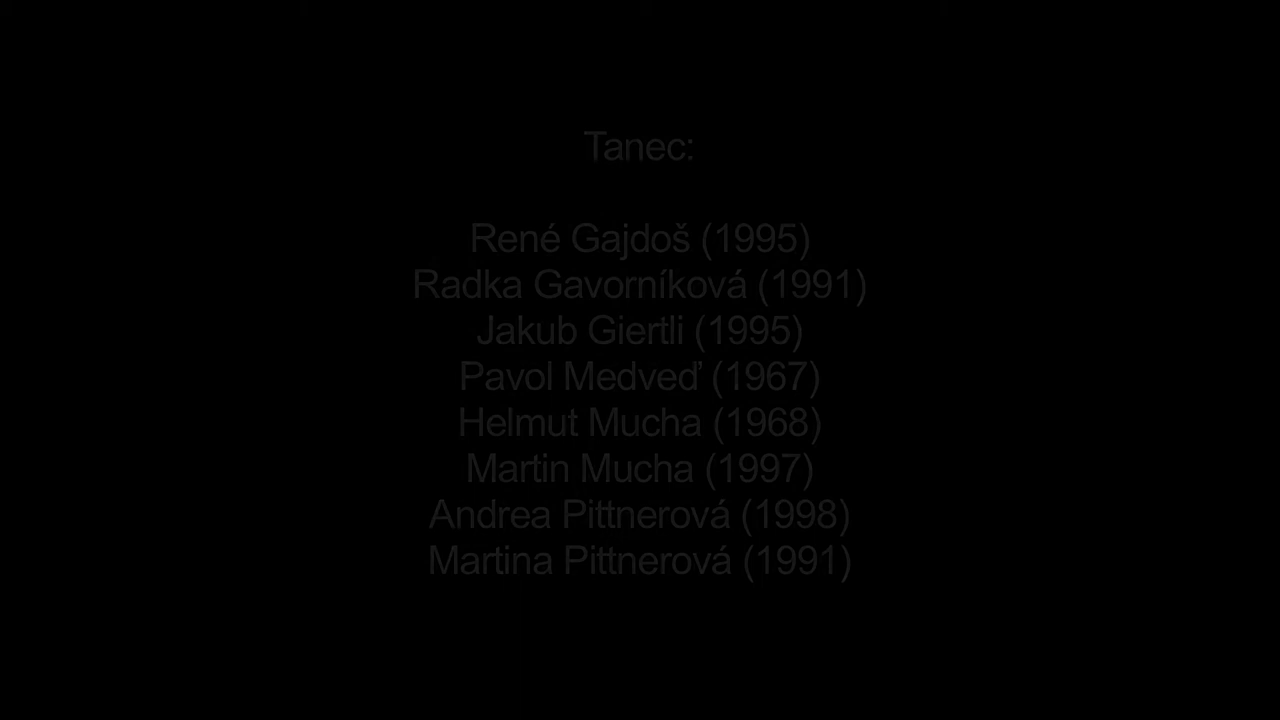 Tanec:
René Gajdoš (1995)
Radka Gavorníková (1991)
Jakub Giertli (1995)
Pavol Medveď (1967)
Helmut Mucha (1968)
Martin Mucha (1997)
Andrea Pittnerová (1998)
Martina Pittnerová (1991)